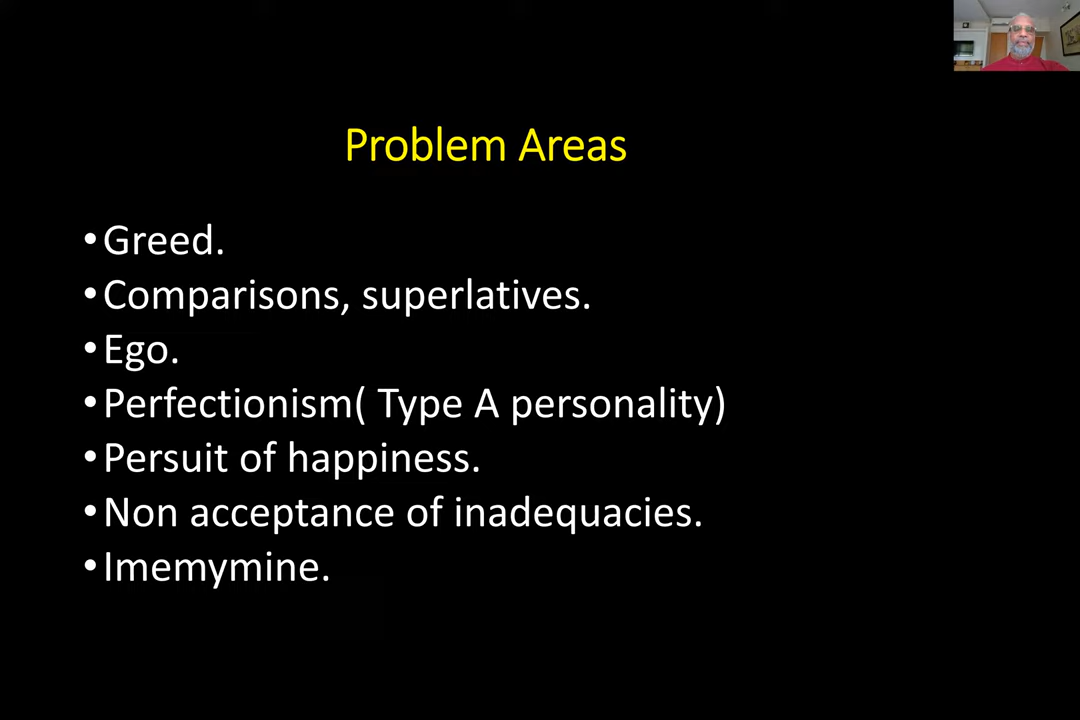 Problem Areas
•Greed.
•Comparisons, superlatives.
•Ego.
•Perfectionism( Type A personality)
•Persuit of happiness.
•Non acceptance of inadequacies.
•Imemymine.